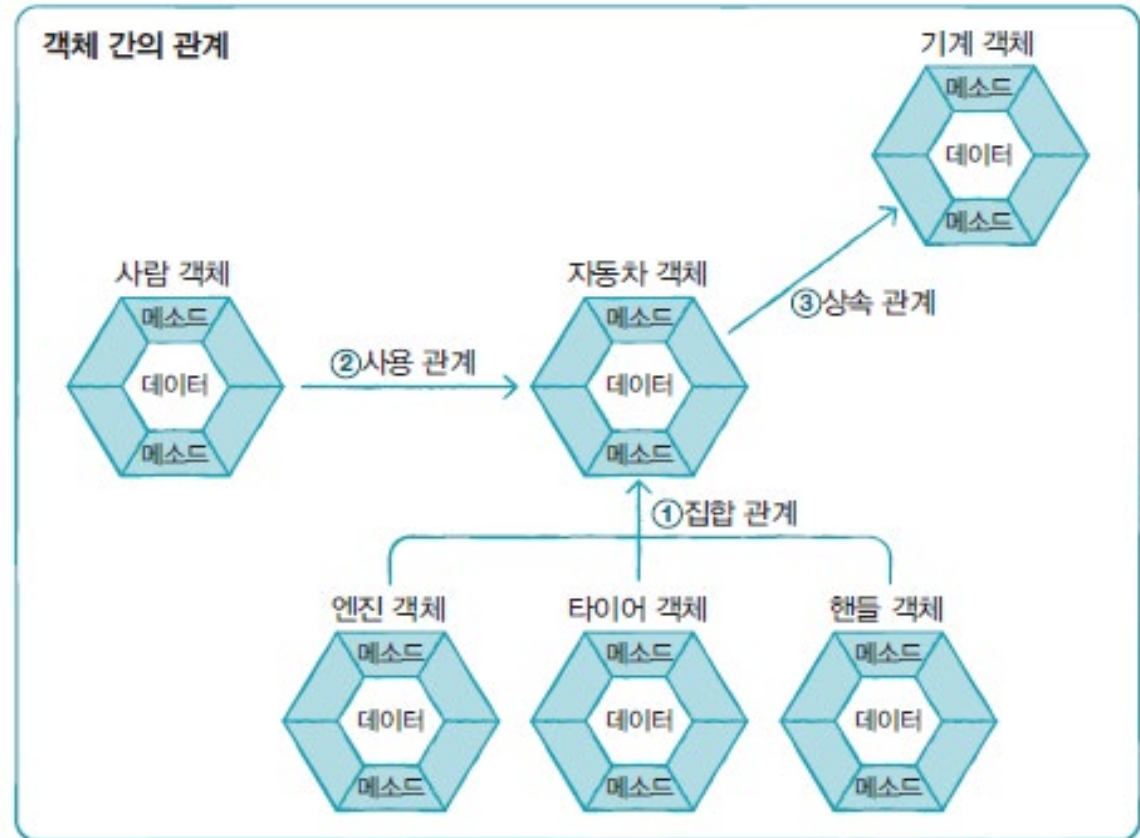 객체 간의 관계
기계 객체
메소드
데이터
메소드
사람 객체
메소드
데이터
메소드
②사용 관계
자동차 객체
메소드
데이터
메소드
③상속 관계
①집합 관계
엔진 객체
메소드
데이터
메소드
타이어 객체
메소드
데이터
메소드
핸들 객체
메소드
데이터
메소드